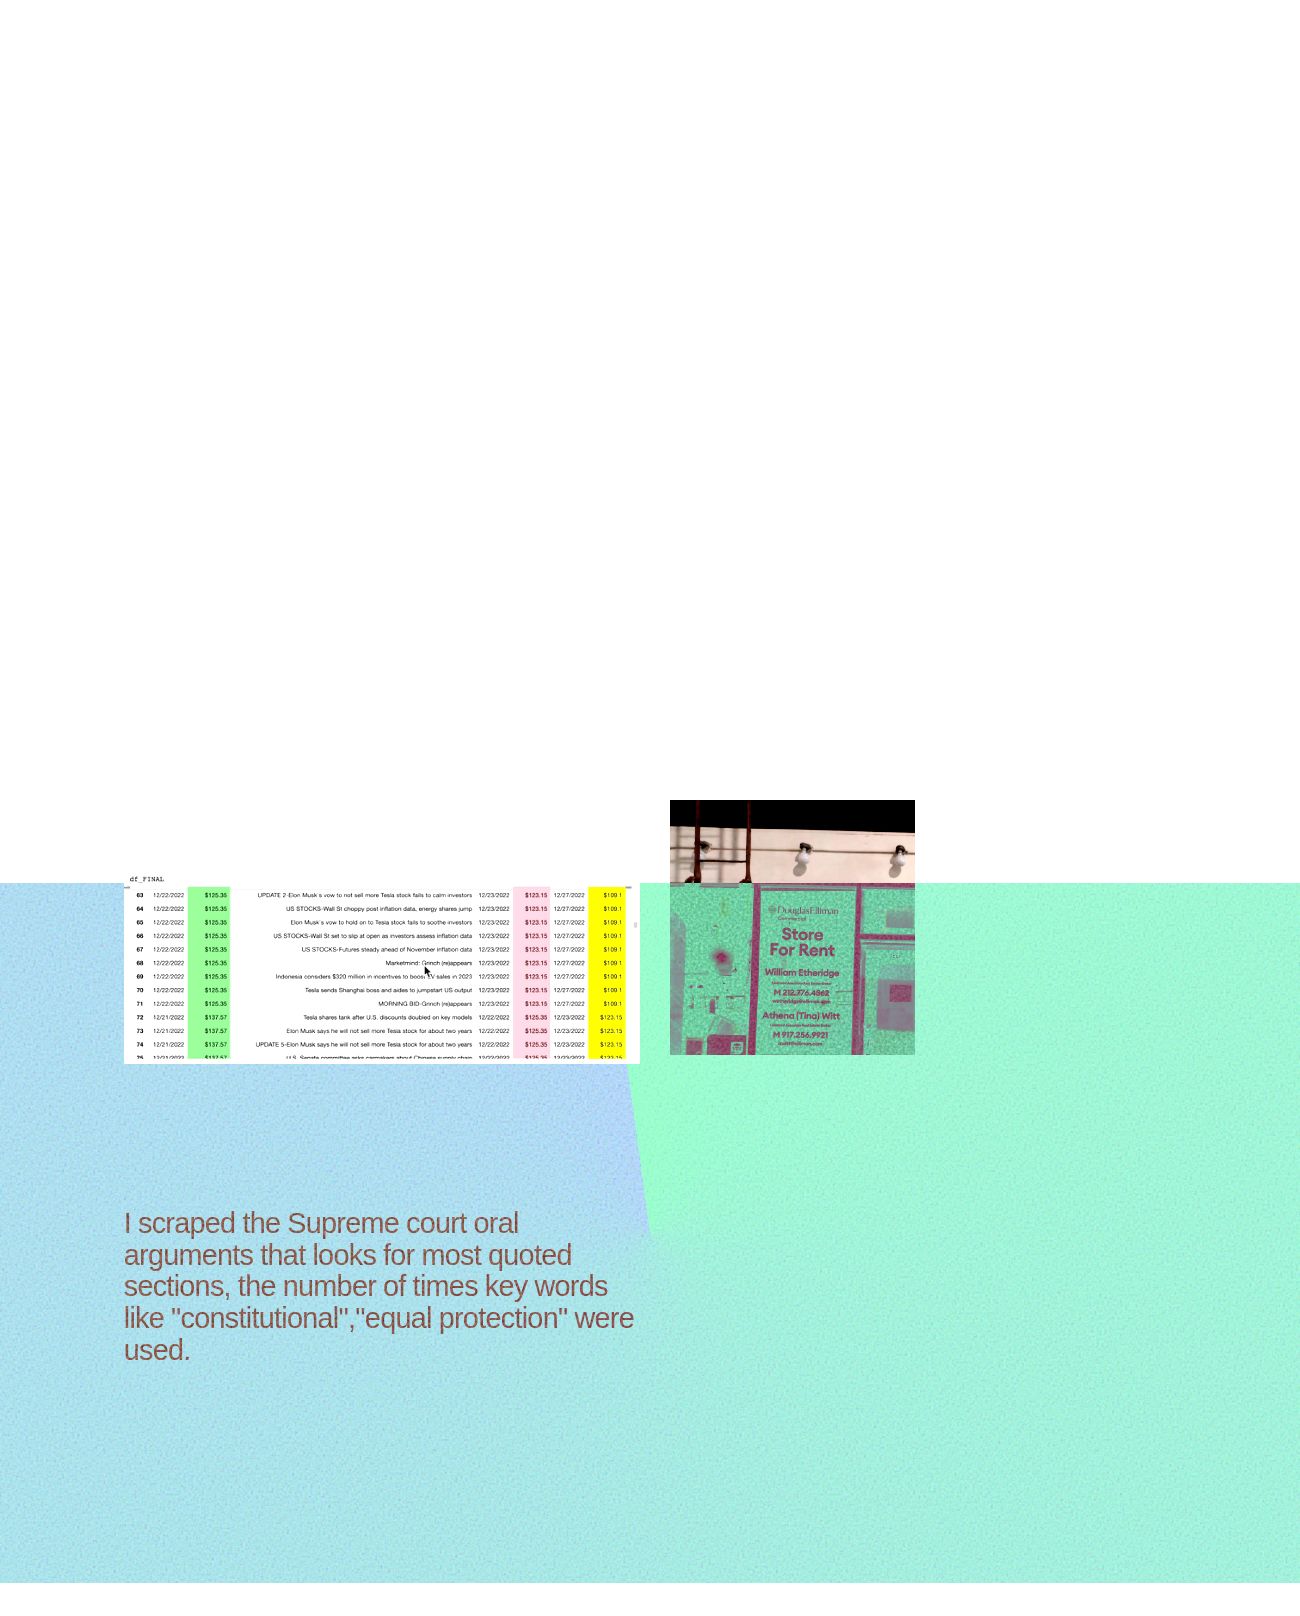 df_FINAL
63 12/22/2022 $125.35 UPDATE 2-Elon Musk's vow to not sell more Tesla stock fails to calm investors 12/23/2022 $123.15 12/27/2022 $109.1
64 12/22/2022 $125.35 US STOCKS-Wall St choppy post inflation data, energy shares jump 12/23/2022 $123.15 12/27/2022 $109.1
65 12/22/2022 $125.35 Elon Musk's vow to hold on to Tesla stock fails to soothe investors 12/23/2022 $123.15 12/27/2022 $109.1
66 12/22/2022 $125.35 US STOCKS-Wall St set to slip at open as investors assess inflation data 12/23/2022 $123.15 12/27/2022 $109.1
67 12/22/2022 $125.35 US STOCKS-Futures steady ahead of November inflation data 12/23/2022 $123.15 12/27/2022 $109.1
68 12/22/2022 $125.35 Marketmind: Grinch (re)appears 12/23/2022 $123.15 12/27/2022 $109.1
69 12/22/2022 $125.35 Indonesia considers $320 million in incentives to boost EV sales in 2023 12/23/2022 $123.15 12/27/2022 $109.1
70 12/22/2022 $125.35 Tesla sends Shanghai boss and aides to jumpstart US output 12/23/2022 $123.15 12/27/2022 $109.1
71 12/22/2022 $125.35 MORNING BID-Grinch (re)appears 12/23/2022 $123.15 12/27/2022 $109.1
72 12/21/2022 $137.57 Tesla shares tank after U.S. discounts doubled on key models 12/22/2022 $125.35 12/23/2022 $123.15
73 12/21/2022 $137.57 Elon Musk says he will not sell more Tesla stock for about two years 12/22/2022 $125.35 12/23/2022 $123.15
74 12/21/2022 $137.57 UPDATE 5-Elon Musk says he will not sell more Tesla stock for about two years 12/22/2022 $125.35 12/23/2022 $123.15
75 12/21/2022 $137.57 U.S. Senate committee asks carmakers about Chinese supply chain 12/22/2022 $125.35 12/23/2022 $123.15
DouglasElliman
Commercial
Store
For Rent
William Etheridge
M 212.776.4562
Athena (Tina) Witt
M 917.256.9921
I scraped the Supreme court oral
arguments that looks for most quoted
sections, the number of times key words
like "constitutional","equal protection" were
used.